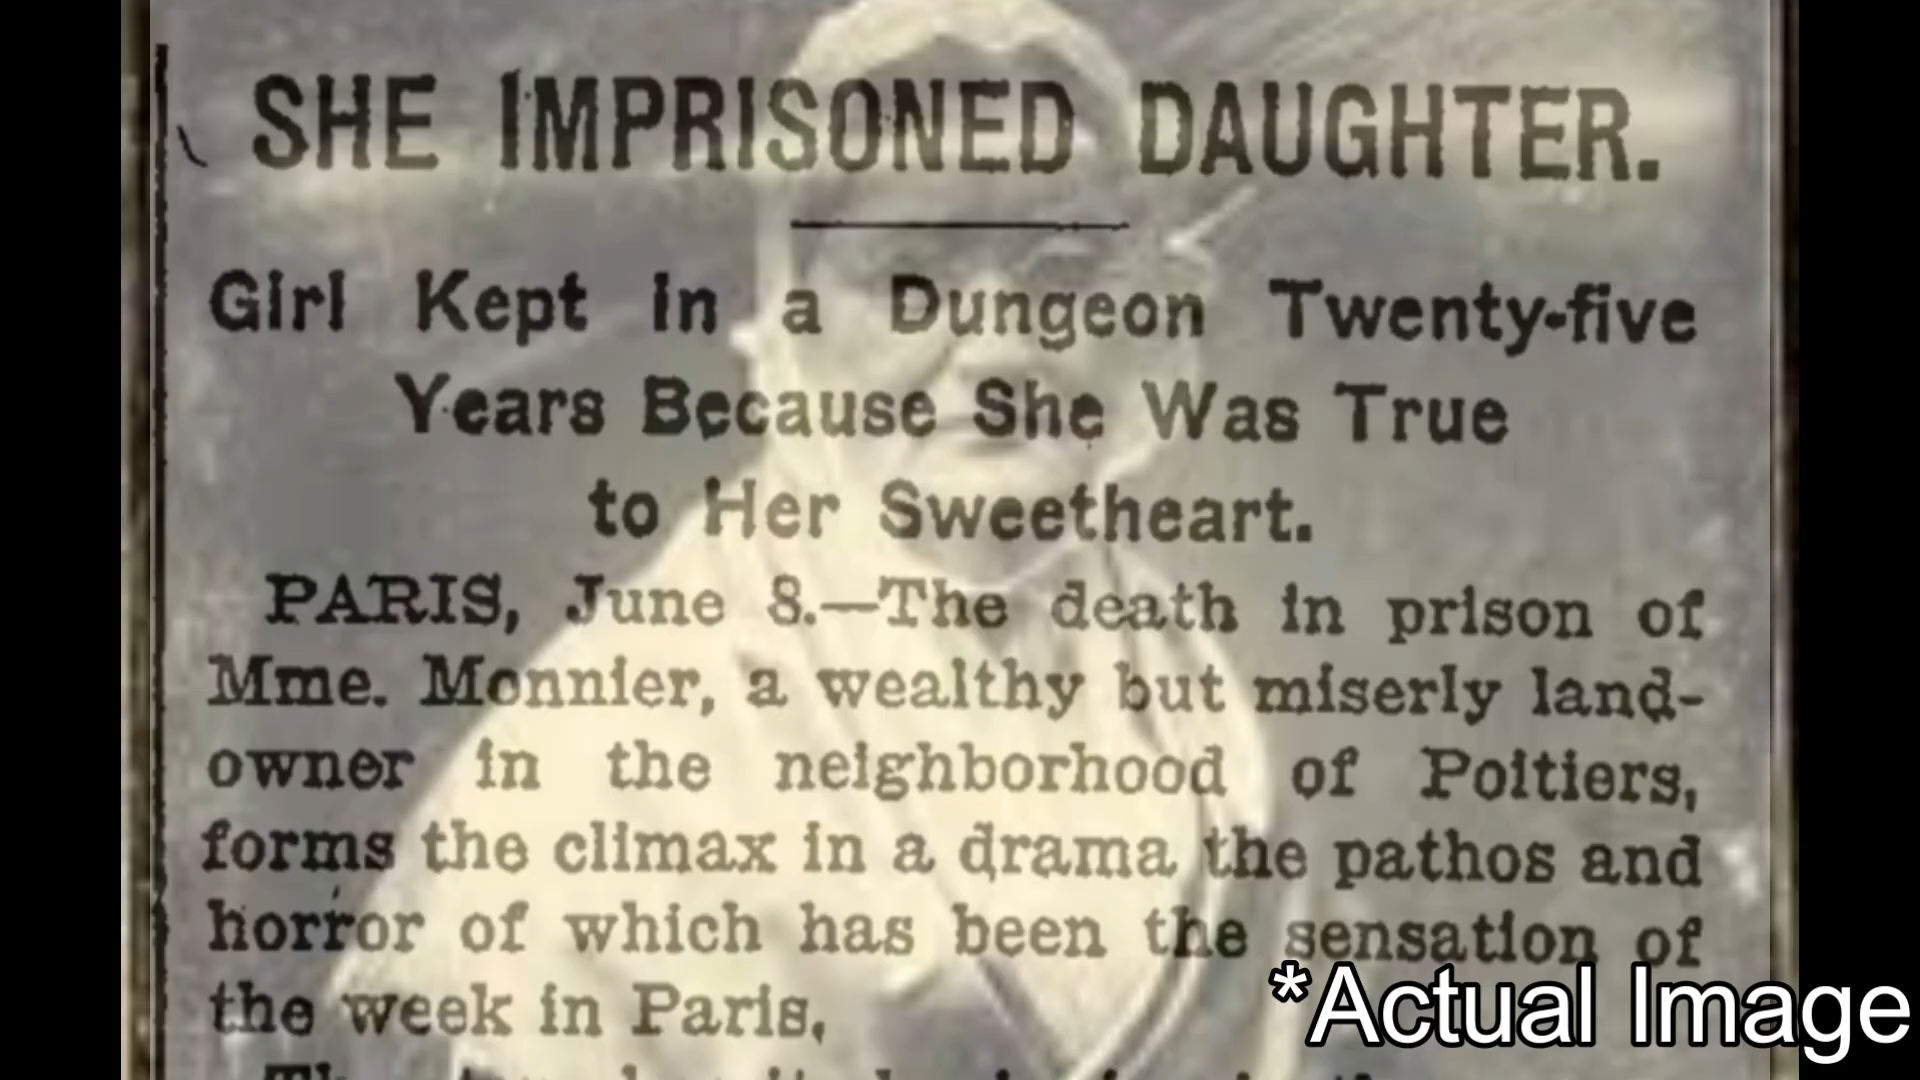 SHE IMPRISONED DAUGHTER.
Girl Kept in a Dungeon Twenty-five
Years Because She Was True
to Her Sweetheart.
PARIS, June 8.—The death in prison of
Mme. Monnier, a wealthy but miserly land-
owner in the neighborhood of Poitiers,
forms the climax in a drama the pathos and
horror of which has been the sensation of
the week in Paris.
*Actual Image